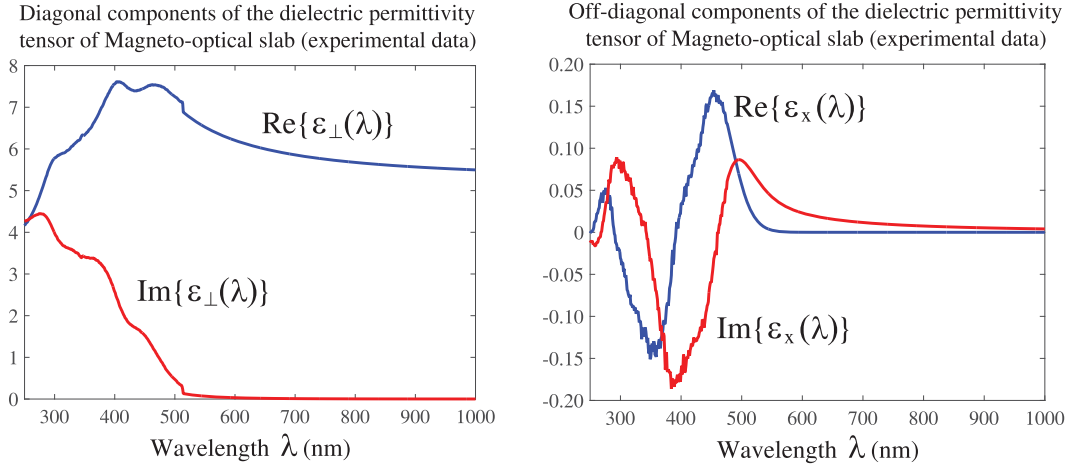 Diagonal components of the dielectric permittivity
tensor of Magneto-optical slab (experimental data)
8
7
6
5
4
3
2
1
0
Re{ε⊥(λ)}
Im{ε⊥(λ)}
300 400 500 600 700 800 900 1000
Wavelength λ (nm)
Off-diagonal components of the dielectric permittivity
tensor of Magneto-optical slab (experimental data)
0.20
0.15
0.10
0.05
0
-0.05
-0.10
-0.15
-0.20
Re{εx(λ)}
Im{εx(λ)}
300 400 500 600 700 800 900 1000
Wavelength λ (nm)